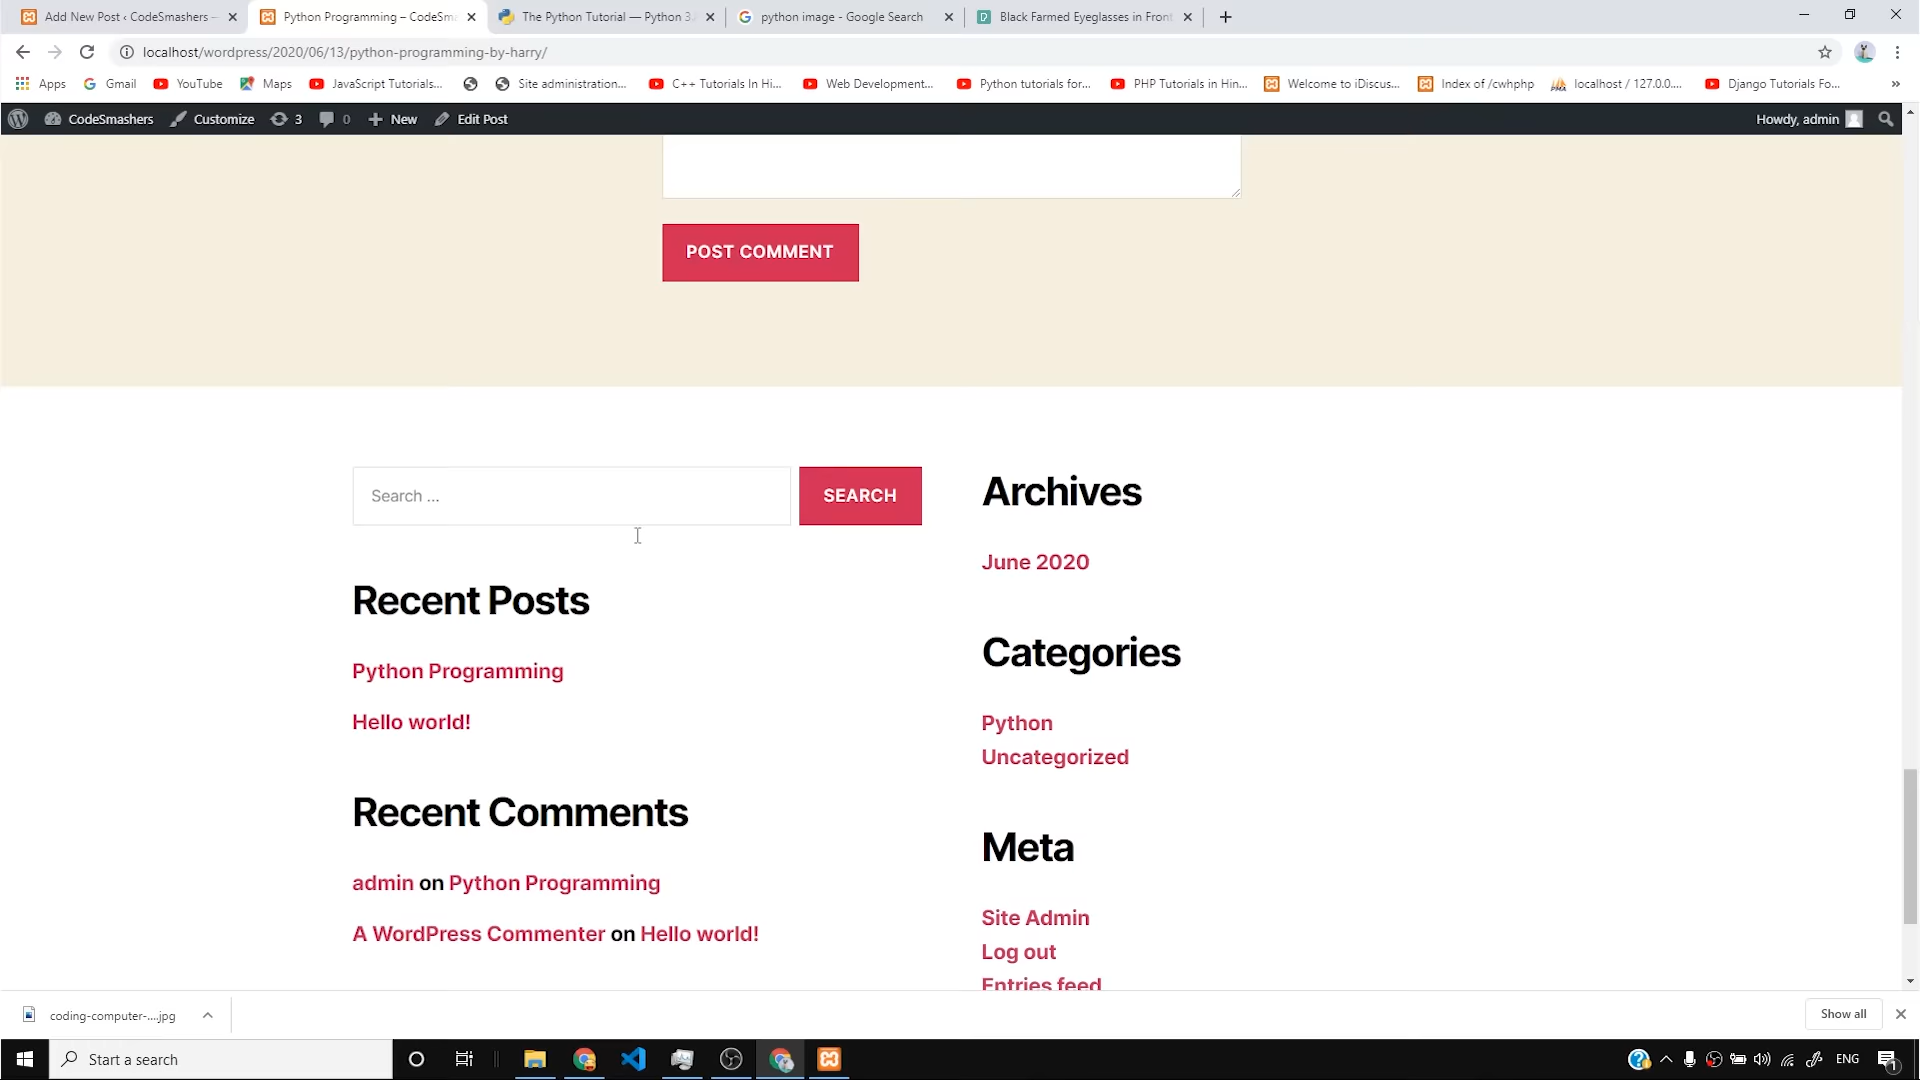 Add New Post ‹ CodeSmashers —
Python Programming – CodeSma
The Python Tutorial — Python 3.
python image - Google Search
Black Farmed Eyeglasses in Front
localhost/wordpress/2020/06/13/python-programming-by-harry/
Apps
Gmail
YouTube
Maps
JavaScript Tutorials...
Site administration...
C++ Tutorials In Hi...
Web Development...
Python tutorials for...
PHP Tutorials in Hin...
Welcome to iDiscus...
Index of /cwhphp
localhost / 127.0.0....
Django Tutorials Fo...
»
CodeSmashers
Customize
3
0
New
Edit Post
Howdy, admin
POST COMMENT
Search ...
SEARCH
Recent Posts
Python Programming
Hello world!
Recent Comments
admin on Python Programming
A WordPress Commenter on Hello world!
Archives
June 2020
Categories
Python
Uncategorized
Meta
Site Admin
Log out
Entries feed
coding-computer-....jpg
Show all
Start a search
ENG
1